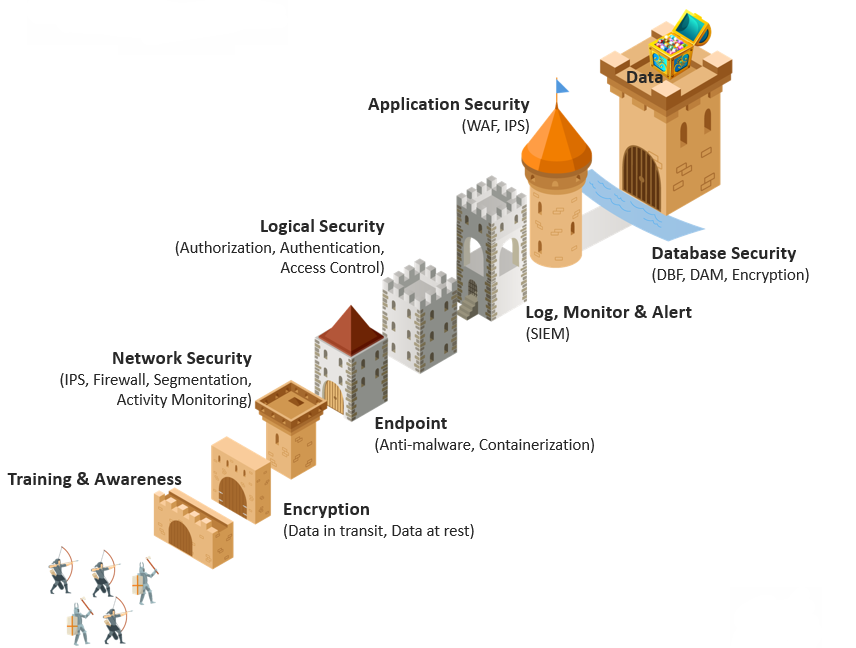 Data
Application Security
(WAF, IPS)
Logical Security
(Authorization, Authentication,
Access Control)
Database Security
(DBF, DAM, Encryption)
Log, Monitor & Alert
(SIEM)
Network Security
(IPS, Firewall, Segmentation,
Activity Monitoring)
Endpoint
(Anti-malware, Containerization)
Training & Awareness
Encryption
(Data in transit, Data at rest)